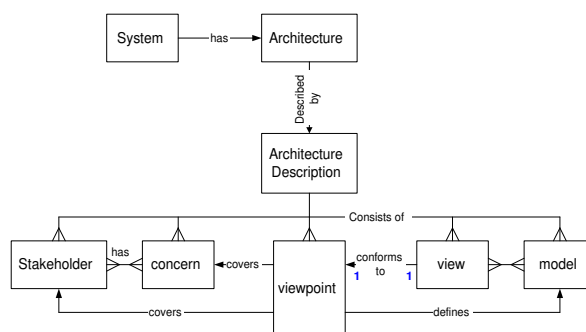 System
has
Architecture
Described
by
Architecture
Description
Consists of
Stakeholder
has
concern
covers
viewpoint
conforms
to
1
1
view
model
covers
defines